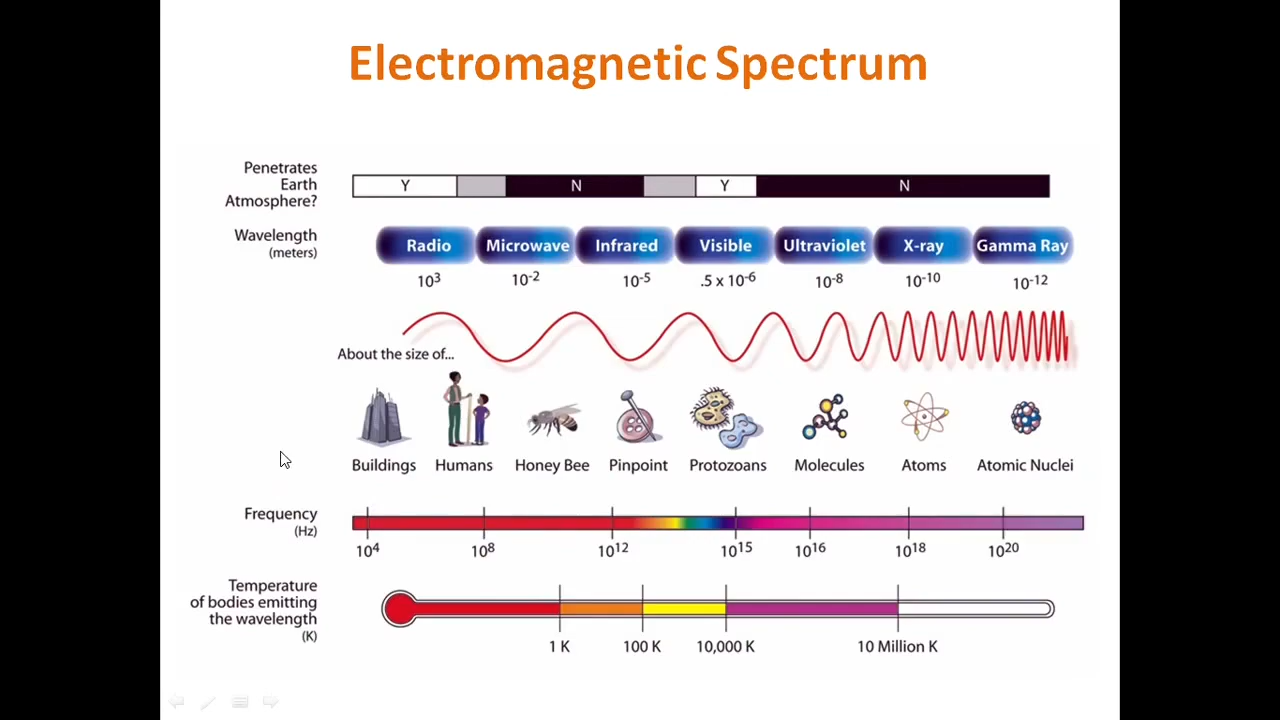 Electromagnetic Spectrum
Penetrates
Earth
Atmosphere?
Y N Y N
Wavelength
(meters)
Radio Microwave Infrared Visible Ultraviolet X-ray Gamma Ray
10³ 10⁻² 10⁻⁵ .5 x 10⁻⁶ 10⁻⁸ 10⁻¹⁰ 10⁻¹²
About the size of...
Buildings Humans Honey Bee Pinpoint Protozoans Molecules Atoms Atomic Nuclei
Frequency
(Hz)
10⁴ 10⁸ 10¹² 10¹⁵ 10¹⁶ 10¹⁸ 10²⁰
Temperature
of bodies emitting
the wavelength
(K)
1 K 100 K 10,000 K 10 Million K